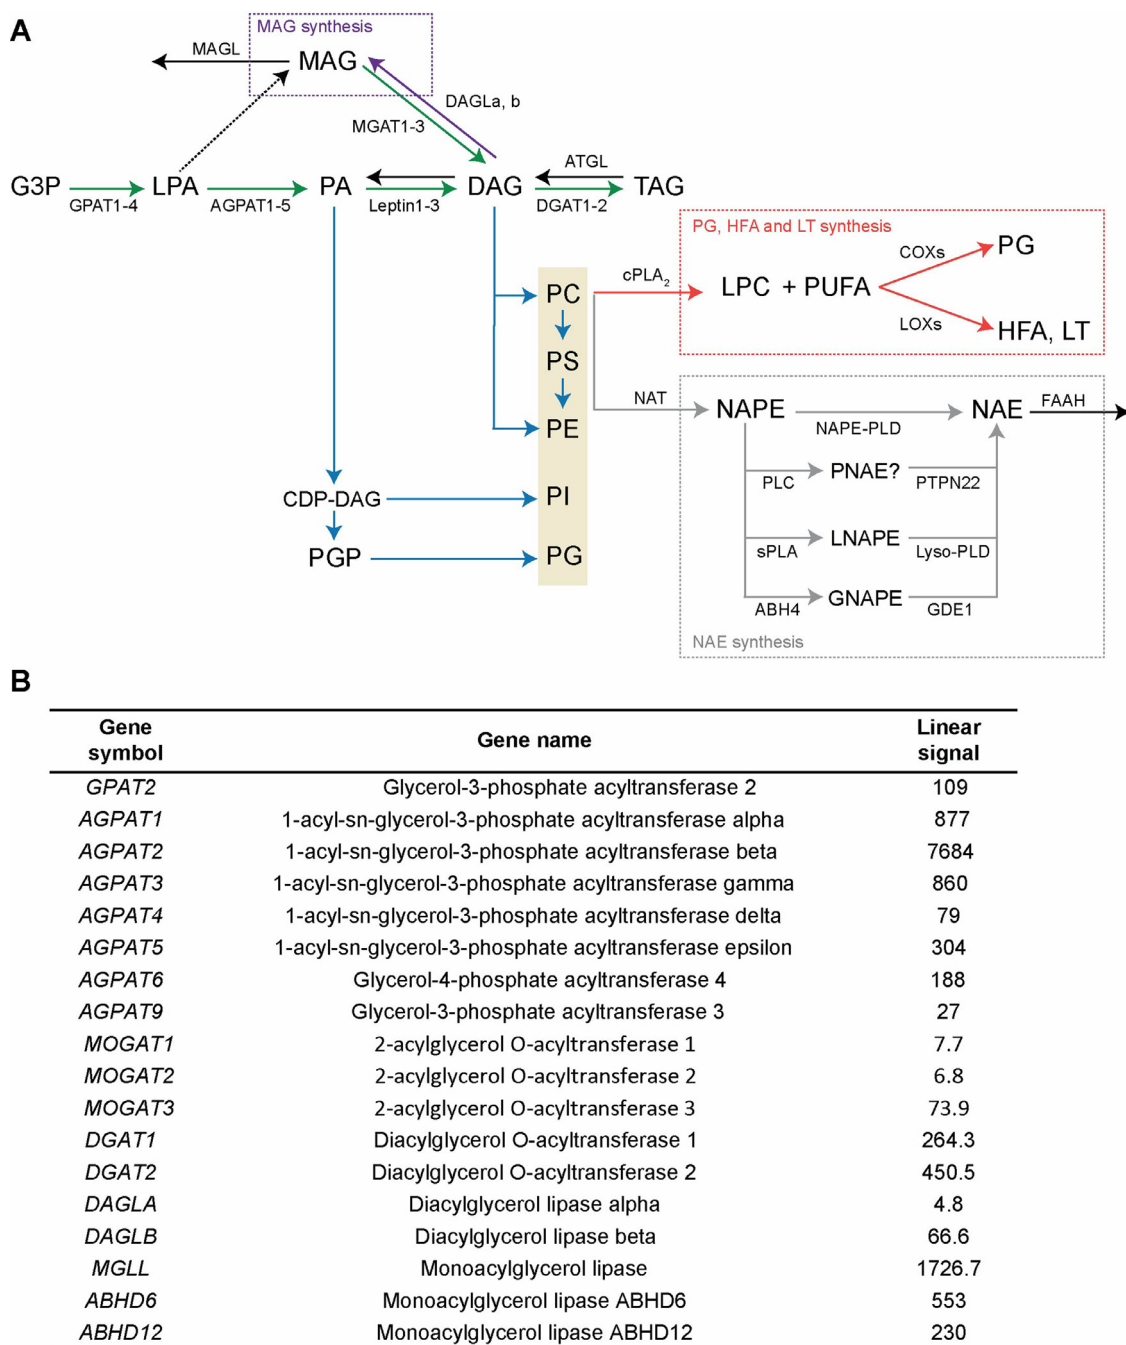 A
MAG synthesis
MAGL
MAG
DAGLa, b
MGAT1-3
ATGL
G3P
LPA
PA
DAG
TAG
GPAT1-4
AGPAT1-5
Leptin1-3
DGAT1-2
PG, HFA and LT synthesis
COXs
PG
cPLA2
PC
LPC + PUFA
LOXs
HFA, LT
PS
NAT
NAPE
NAE
FAAH
PE
NAPE-PLD
PLC
PNAE?
PTPN22
CDP-DAG
PI
sPLA
LNAPE
Lyso-PLD
PGP
PG
ABH4
GNAPE
GDE1
NAE synthesis
B
Gene symbol Gene name Linear signal
GPAT2 Glycerol-3-phosphate acyltransferase 2 109
AGPAT1 1-acyl-sn-glycerol-3-phosphate acyltransferase alpha 877
AGPAT2 1-acyl-sn-glycerol-3-phosphate acyltransferase beta 7684
AGPAT3 1-acyl-sn-glycerol-3-phosphate acyltransferase gamma 860
AGPAT4 1-acyl-sn-glycerol-3-phosphate acyltransferase delta 79
AGPAT5 1-acyl-sn-glycerol-3-phosphate acyltransferase epsilon 304
AGPAT6 Glycerol-4-phosphate acyltransferase 4 188
AGPAT9 Glycerol-3-phosphate acyltransferase 3 27
MOGAT1 2-acylglycerol O-acyltransferase 1 7.7
MOGAT2 2-acylglycerol O-acyltransferase 2 6.8
MOGAT3 2-acylglycerol O-acyltransferase 3 73.9
DGAT1 Diacylglycerol O-acyltransferase 1 264.3
DGAT2 Diacylglycerol O-acyltransferase 2 450.5
DAGLA Diacylglycerol lipase alpha 4.8
DAGLB Diacylglycerol lipase beta 66.6
MGLL Monoacylglycerol lipase 1726.7
ABHD6 Monoacylglycerol lipase ABHD6 553
ABHD12 Monoacylglycerol lipase ABHD12 230